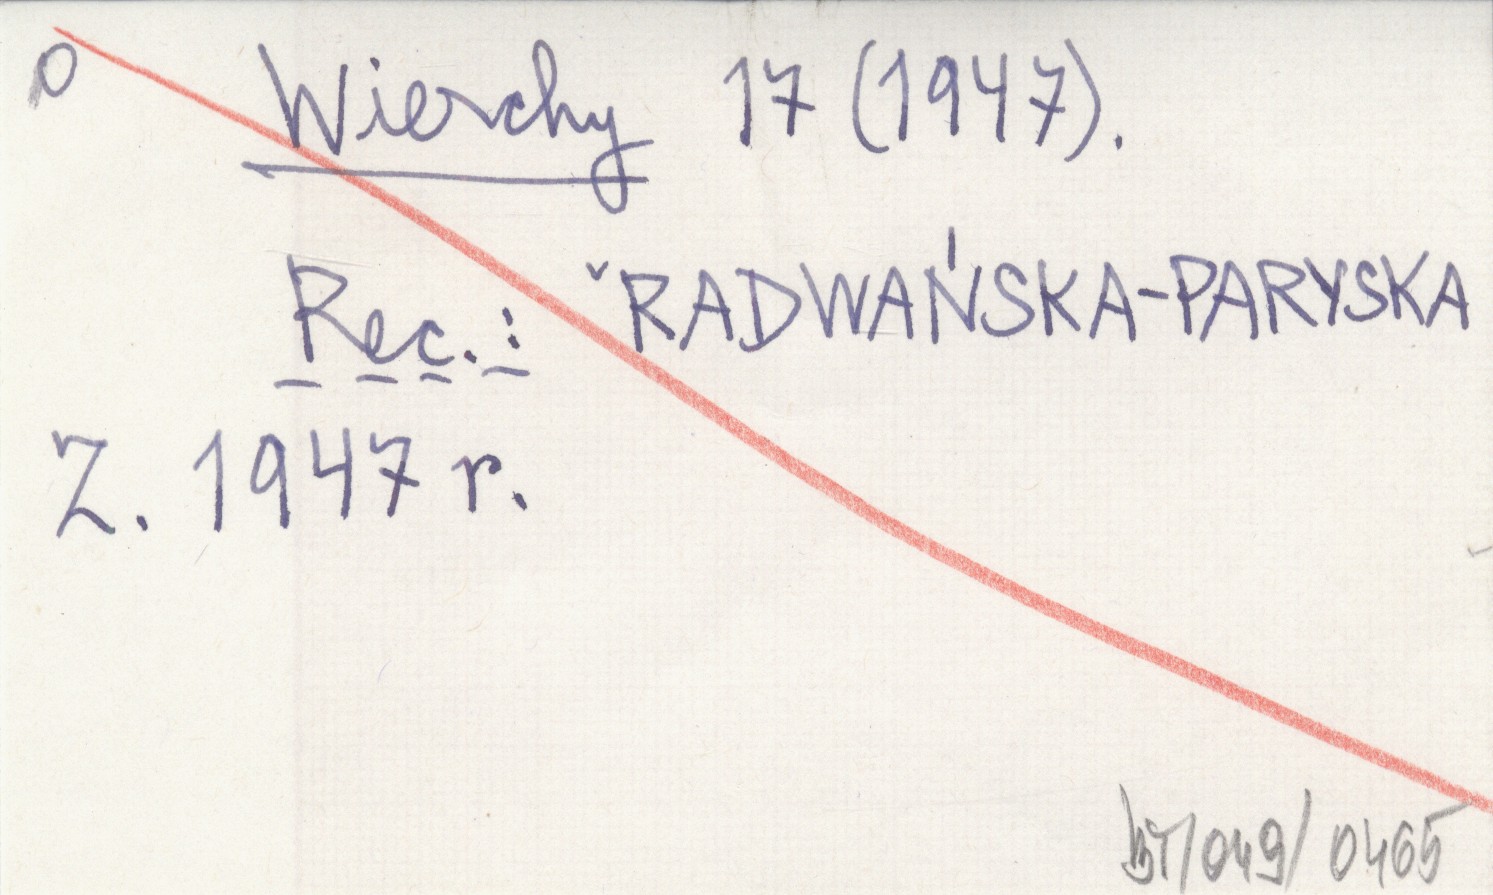 O Wierchy 17 (1947).
Rec.: ˇRADWAŃSKA-PARYSKA
Z. 1947 r.
BT/049/0465